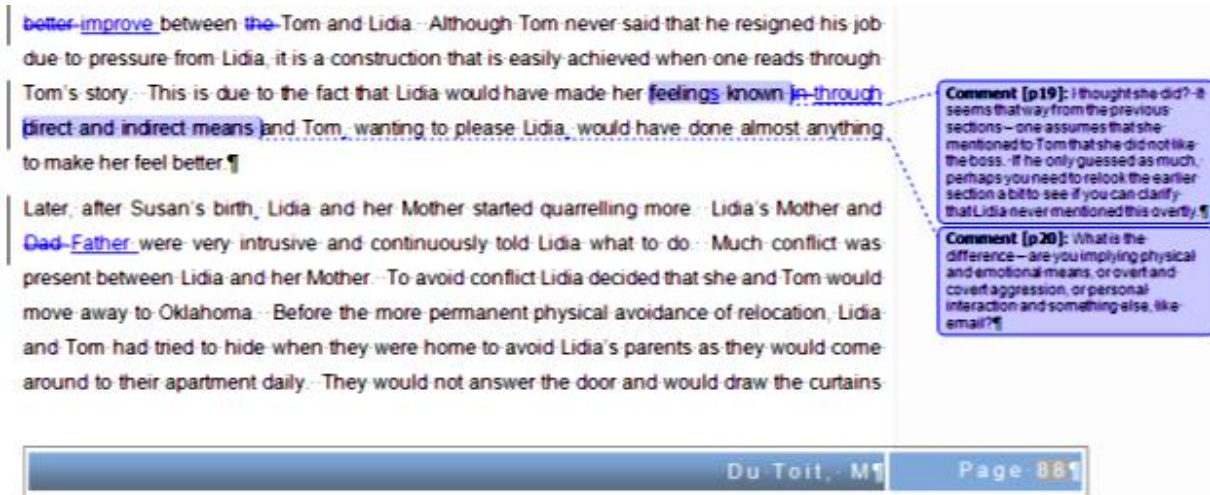 better improve between the Tom and Lidia. Although Tom never said that he resigned his job
due to pressure from Lidia, it is a construction that is easily achieved when one reads through
Tom's story. This is due to the fact that Lidia would have made her feelings known in through
direct and indirect means and Tom, wanting to please Lidia, would have done almost anything
to make her feel better.¶
Later, after Susan's birth, Lidia and her Mother started quarrelling more. Lidia's Mother and
Dad Father were very intrusive and continuously told Lidia what to do. Much conflict was
present between Lidia and her Mother. To avoid conflict Lidia decided that she and Tom would
move away to Oklahoma. Before the more permanent physical avoidance of relocation, Lidia
and Tom had tried to hide when they were home to avoid Lidia's parents as they would come
around to their apartment daily. They would not answer the door and would draw the curtains
Comment [p19]: I thought she did? It
seems that way from the previous
sections – one assumes that she
mentioned to Tom that she did not like
the boss. If he only guessed as much,
perhaps you need to relook the earlier
section a bit to see if you can clarify
that Lidia never mentioned this overtly.¶
Comment [p20]: What is the
difference – are you implying physical
and emotional means, or overt and
covert aggression, or personal
interaction and something else, like
email?¶
Du Toit, M¶
Page 88¶